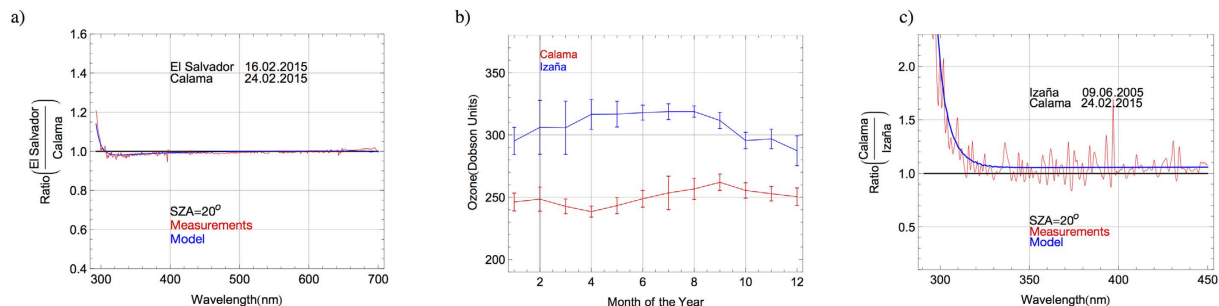 a)
1.6
1.4
1.2
1.0
0.8
0.6
0.4
Ratio(El Salvador/Calama)
El Salvador 16.02.2015
Calama 24.02.2015
SZA=20°
Measurements
Model
300 400 500 600 700
Wavelength(nm)
b)
350
300
250
200
Ozone(Dobson Units)
Calama
Izaña
2 4 6 8 10 12
Month of the Year
c)
2.0
1.5
1.0
0.5
Ratio(Calama/Izaña)
Izaña 09.06.2005
Calama 24.02.2015
SZA=20°
Measurements
Model
300 350 400 450
Wavelength(nm)